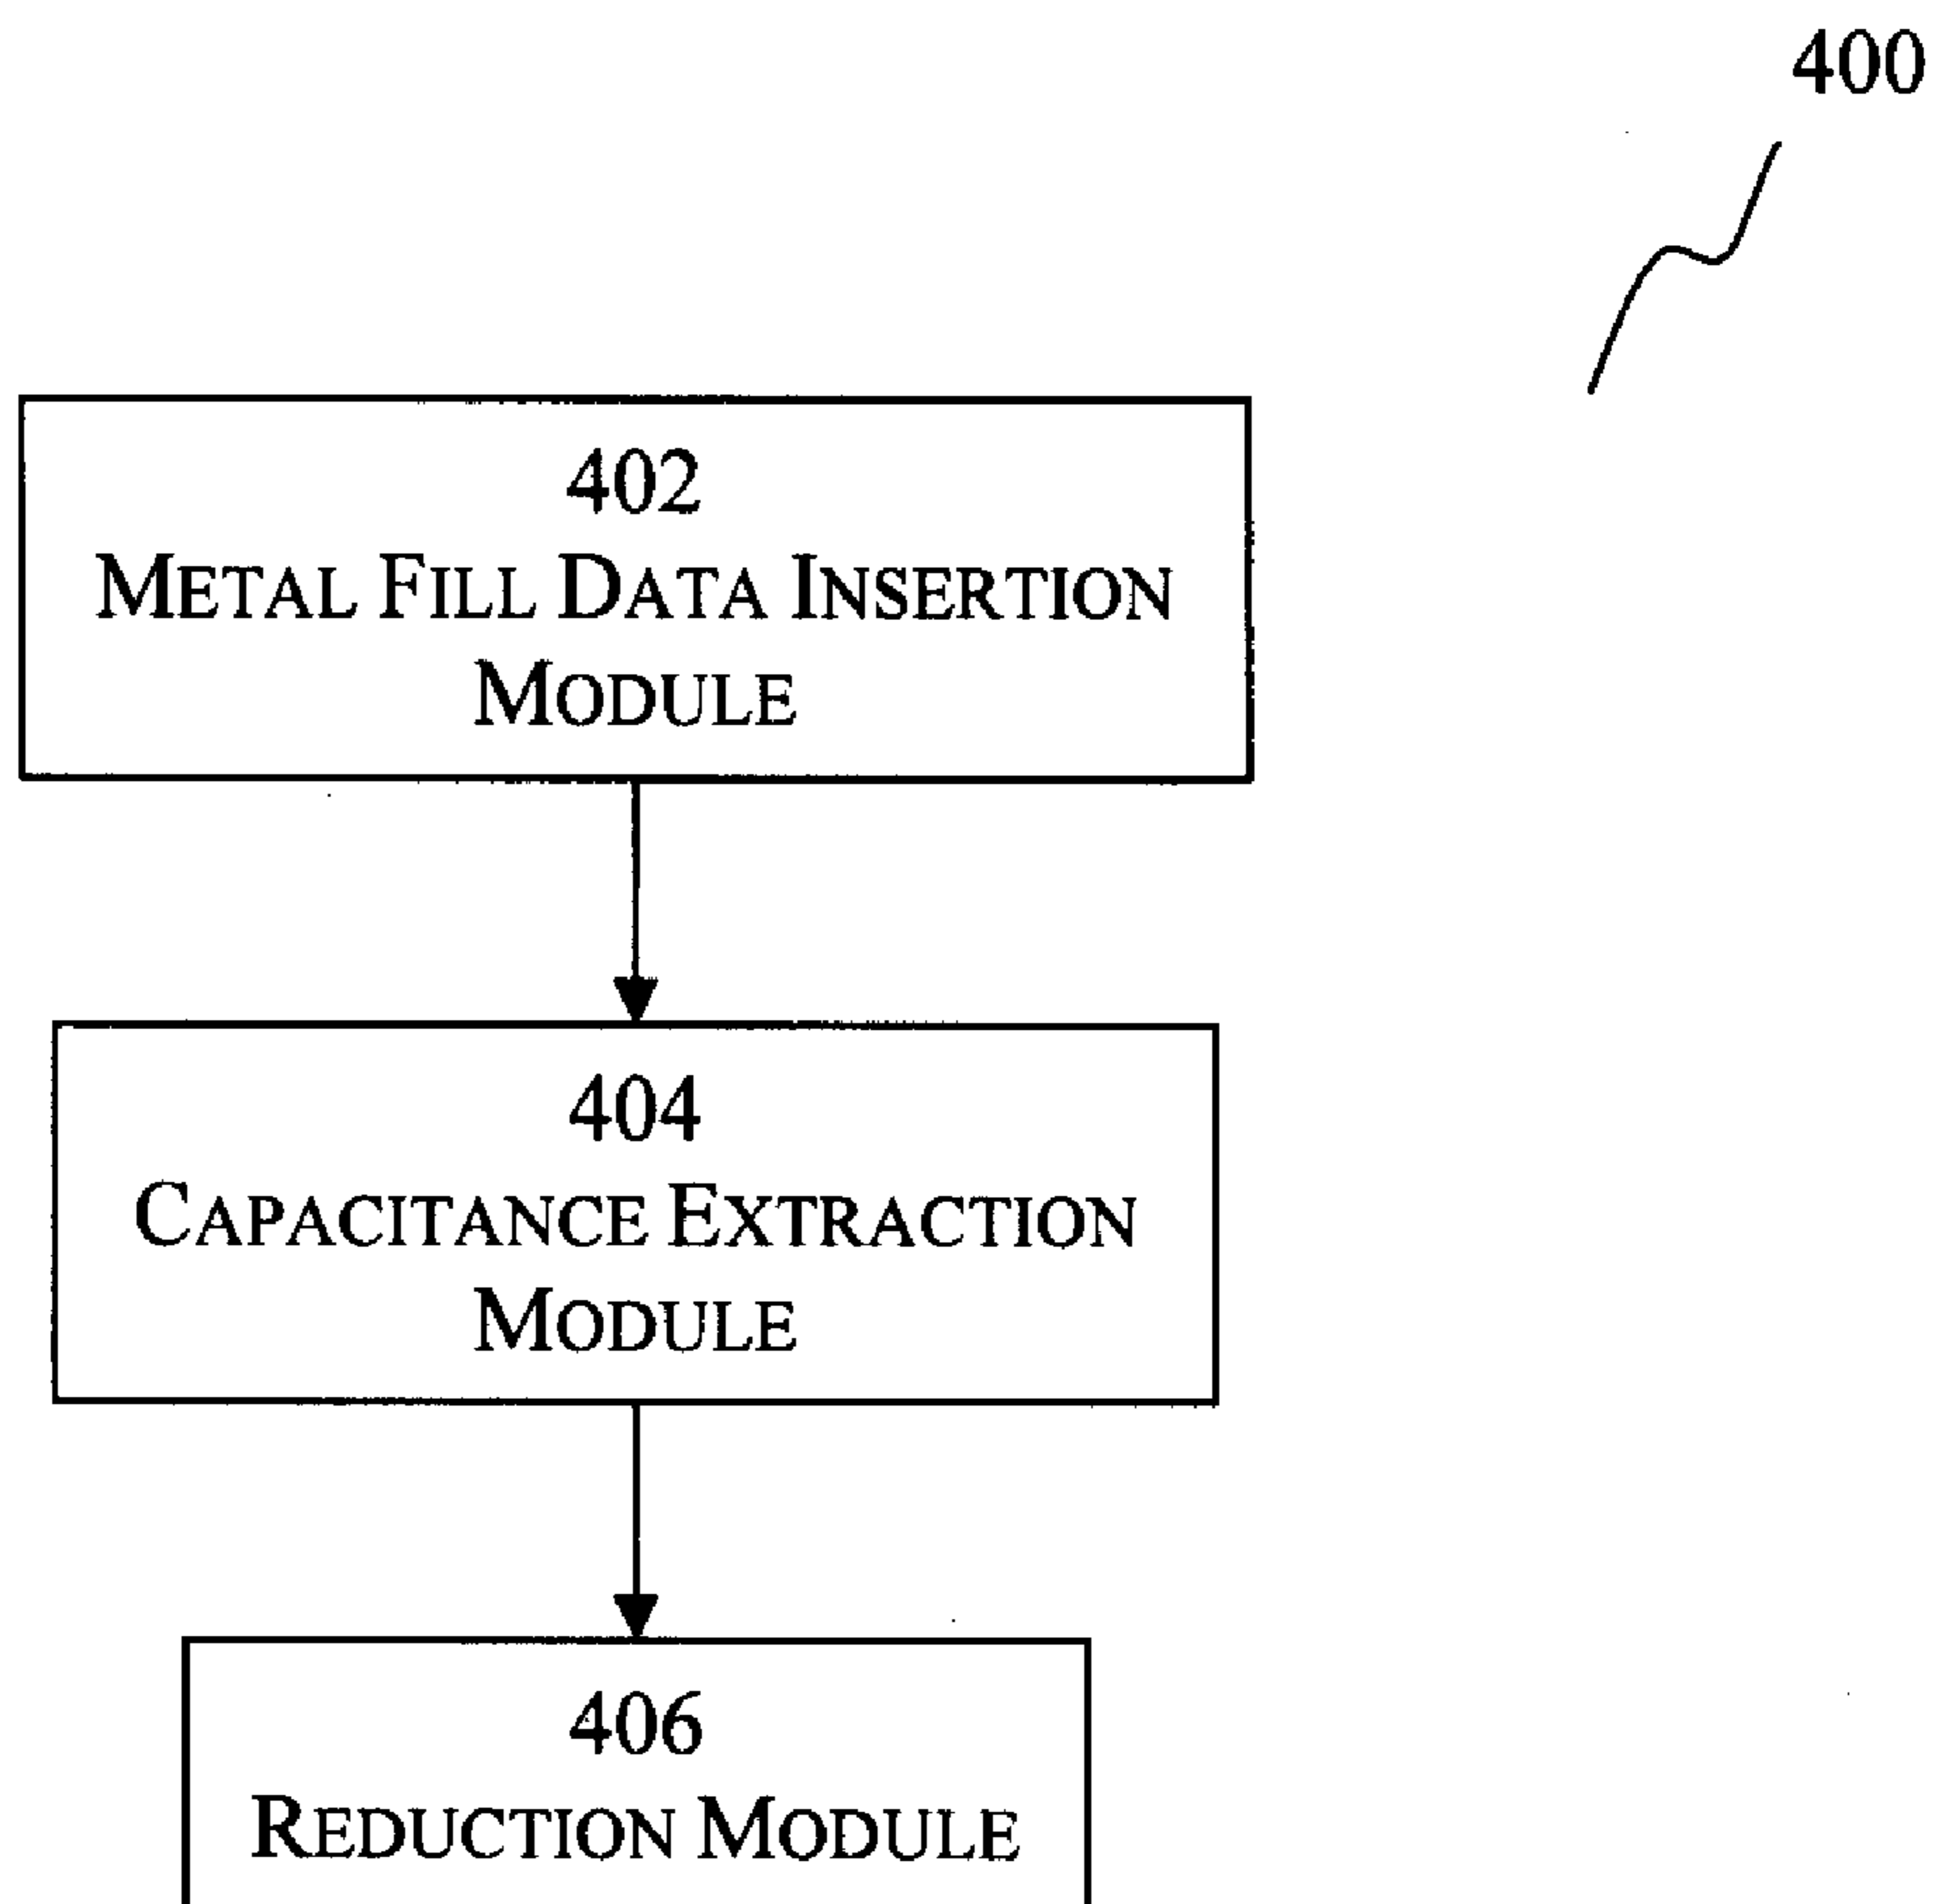 400
402
METAL FILL DATA INSERTION
MODULE
404
CAPACITANCE EXTRACTION
MODULE
406
REDUCTION MODULE